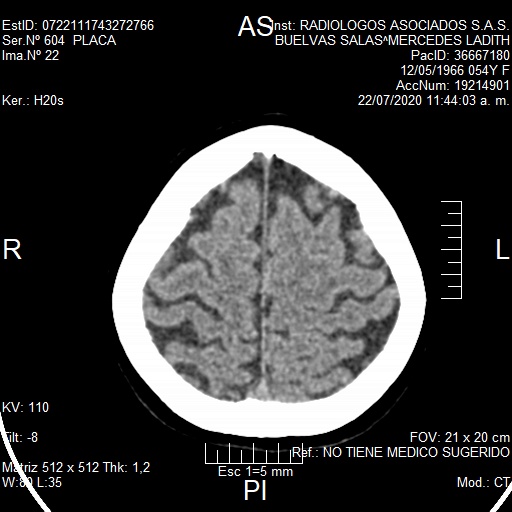 EstID: 0722111743272766
Ser.Nº 604 PLACA
Ima.Nº 22
Ker.: H20s
AS
Inst: RADIOLOGOS ASOCIADOS S.A.S.
BUELVAS SALAS^MERCEDES LADITH
PacID: 36667180
12/05/1966 054Y F
AccNum: 19214901
22/07/2020 11:44:03 a. m.
R
L
KV: 110
Tilt: -8
Matriz 512 x 512 Thk: 1,2
W:80 L:35
Esc 1=5 mm
PI
FOV: 21 x 20 cm
Ref.: NO TIENE MEDICO SUGERIDO
Mod.: CT